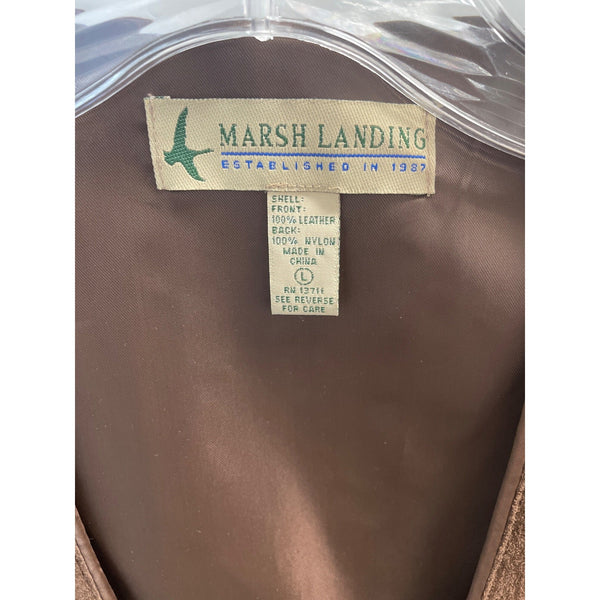 MARSH LANDING
ESTABLISHED IN 1987
SHELL:
FRONT:
100% LEATHER
BACK:
100% NYLON
MADE IN
CHINA
L
RN 13711
SEE REVERSE
FOR CARE